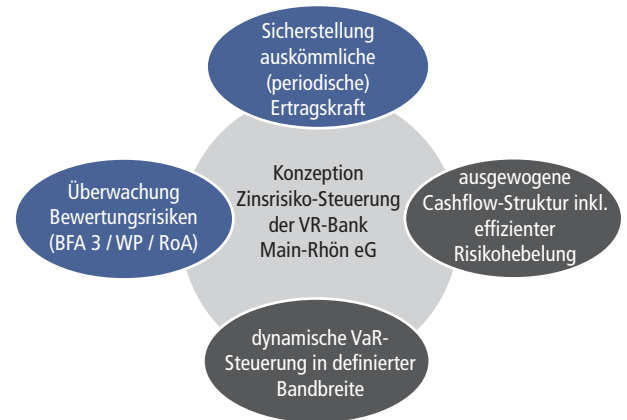 Sicherstellung
auskömmliche
(periodische)
Ertragskraft
Überwachung
Bewertungsrisiken
(BFA 3 / WP / RoA)
Konzeption
Zinsrisiko-Steuerung
der VR-Bank
Main-Rhön eG
ausgewogene
Cashflow-Struktur inkl.
effizienter
Risikohebelung
dynamische VaR-
Steuerung in definierter
Bandbreite